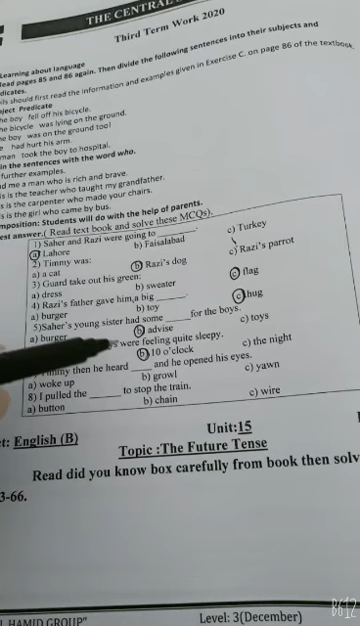 THE CENTRAL
Third Term Work 2020
Learning about language
Read pages 85 and 86 again. Then divide the following sentences into their subjects and
dicates.
ils should first read the information and examples given in Exercise C. on page 86 of the textbook.
bject Predicate
he boy fell off his bicycle.
he bicycle was lying on the ground.
he boy was on the ground too!
e had hurt his arm.
man took the boy to hospital.
in the sentences with the word who.
further examples.
nd me a man who is rich and brave.
is is the teacher who taught my grandfather.
s is the carpenter who made your chairs.
s is the girl who came by bus.
mposition: Students will do with the help of parents.
est answer.( Read text book and solve these MCQs).
1) Saher and Razi were going to ______.
a) Lahore b) Faisalabad c) Turkey
2) Timmy was:
a) a cat b) Razi's dog c) Razi's parrot
3) Guard take out his green:
a) dress b) sweater c) flag
4) Razi's father gave him,a big ______.
a) burger b) toy c) hug
5)Saher's young sister had some ______ for the boys.
a) burger b) advise c) toys
were feeling quite sleepy.
b) 10 o'clock c) the night
then he heard ____ and he opened his eyes.
a) woke up b) growl c) yawn
8) I pulled the ______ to stop the train.
a) button b) chain c) wire
ct: English (B) Unit:15
Topic :The Future Tense
Read did you know box carefully from book then solv
3-66.
L HAMID GROUP" Level: 3(December)
B612